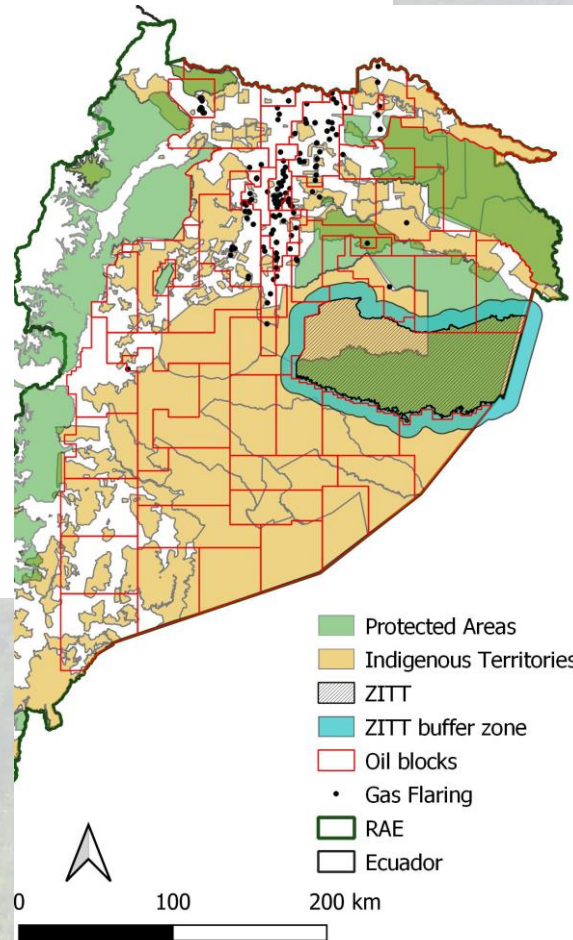 Protected Areas
Indigenous Territories
ZITT
ZITT buffer zone
Oil blocks
Gas Flaring
RAE
Ecuador
0 100 200 km